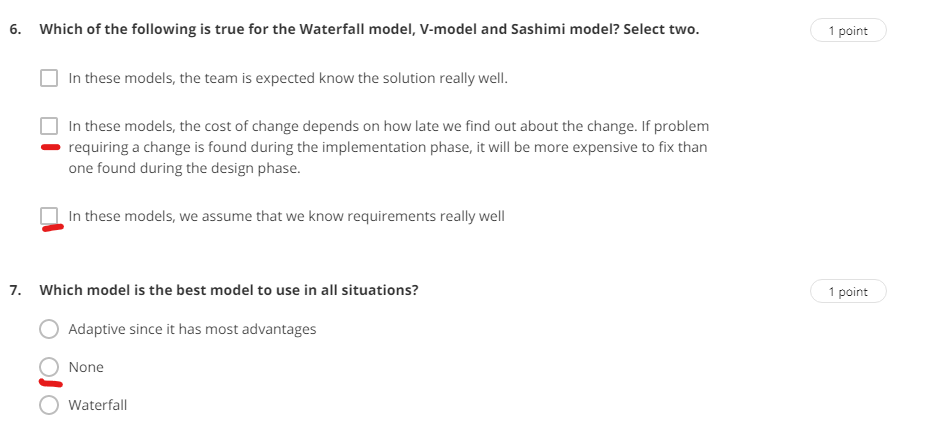 6. Which of the following is true for the Waterfall model, V-model and Sashimi model? Select two.
1 point
In these models, the team is expected know the solution really well.
In these models, the cost of change depends on how late we find out about the change. If problem
requiring a change is found during the implementation phase, it will be more expensive to fix than
one found during the design phase.
In these models, we assume that we know requirements really well
7. Which model is the best model to use in all situations?
1 point
Adaptive since it has most advantages
None
Waterfall